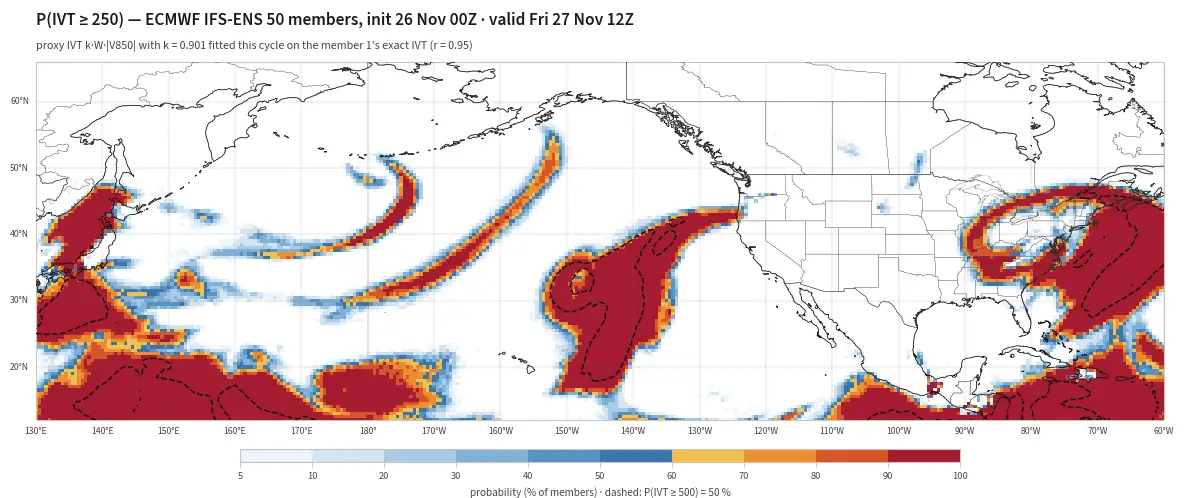 P(IVT ≥ 250) — ECMWF IFS-ENS 50 members, init 26 Nov 00Z · valid Fri 27 Nov 12Z
proxy IVT k·W·|V850| with k = 0.901 fitted this cycle on the member 1's exact IVT (r = 0.95)
60°N
50°N
40°N
30°N
20°N
130°E 140°E 150°E 160°E 170°E 180° 170°W 160°W 150°W 140°W 130°W 120°W 110°W 100°W 90°W 80°W 70°W 60°W
5 10 20 30 40 50 60 70 80 90 100
probability (% of members) · dashed: P(IVT ≥ 500) = 50 %